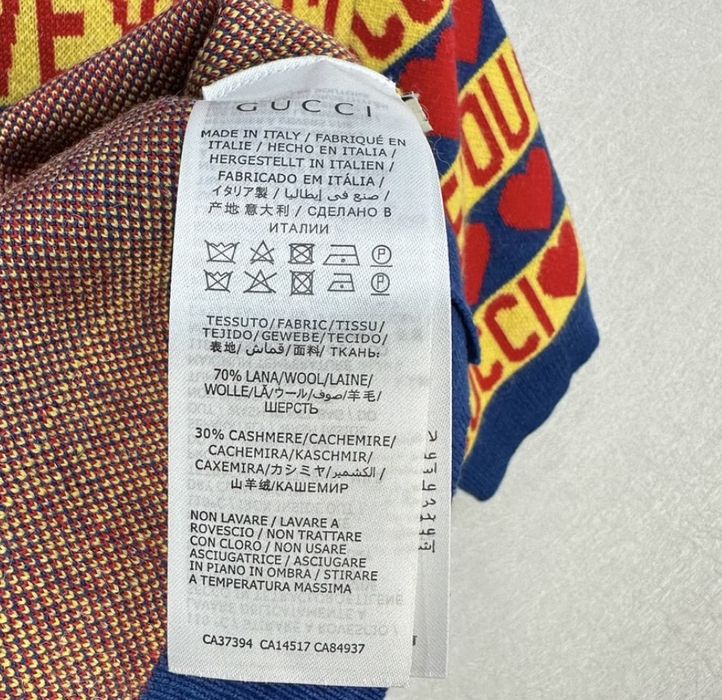 GUCCI
MADE IN ITALY / FABRIQUÉ EN
ITALIE / HECHO EN ITALIA /
HERGESTELLT IN ITALIEN /
FABRICADO EM ITÁLIA /
イタリア製 / صنع في إيطاليا /
产地 意大利 / СДЕЛАНО В
ИТАЛИИ
TESSUTO/FABRIC/TISSU/
TEJIDO/GEWEBE/TECIDO/
表地/ قماش/ 面料/ ТКАНЬ:
70% LANA/WOOL/LAINE/
WOLLE/LÃ/ウール/صوف/羊毛/
ШЕРСТЬ
30% CASHMERE/CACHEMIRE/
CACHEMIRA/KASCHMIR/
CAXEMIRA/カシミヤ/الكشمير/
山羊绒/КАШЕМИР
NON LAVARE / LAVARE A
ROVESCIO / NON TRATTARE
CON CLORO / NON USARE
ASCIUGATRICE / ASCIUGARE
IN PIANO IN OMBRA / STIRARE
A TEMPERATURA MASSIMA
CA37394 CA14517 CA84937
YOU
UCCI